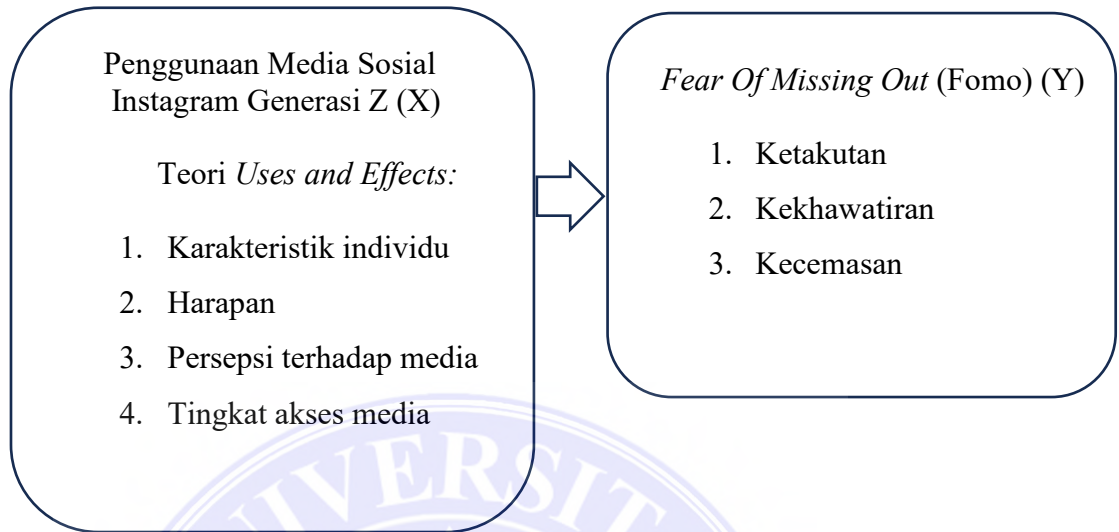 Penggunaan Media Sosial
Instagram Generasi Z (X)
Teori Uses and Effects:
1. Karakteristik individu
2. Harapan
3. Persepsi terhadap media
4. Tingkat akses media
Fear Of Missing Out (Fomo) (Y)
1. Ketakutan
2. Kekhawatiran
3. Kecemasan